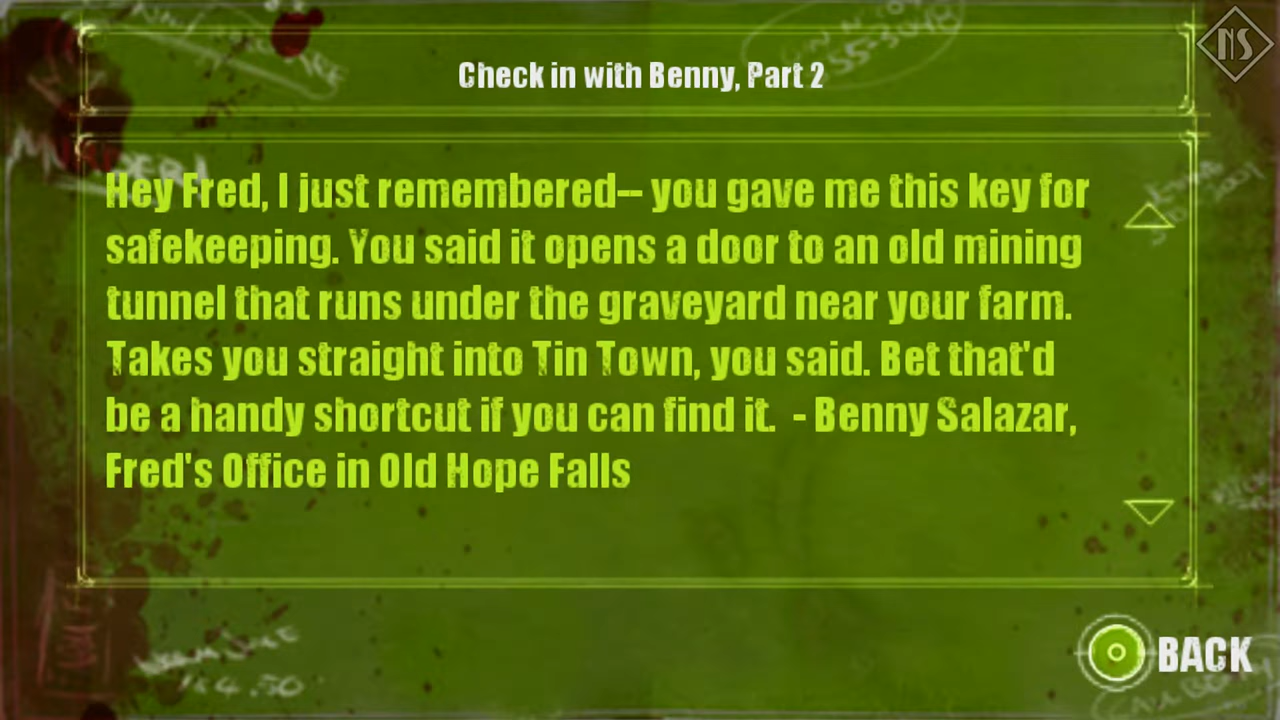 NS
Check in with Benny, Part 2
Hey Fred, I just remembered-- you gave me this key for
safekeeping. You said it opens a door to an old mining
tunnel that runs under the graveyard near your farm.
Takes you straight into Tin Town, you said. Bet that'd
be a handy shortcut if you can find it.  - Benny Salazar,
Fred's Office in Old Hope Falls
BACK